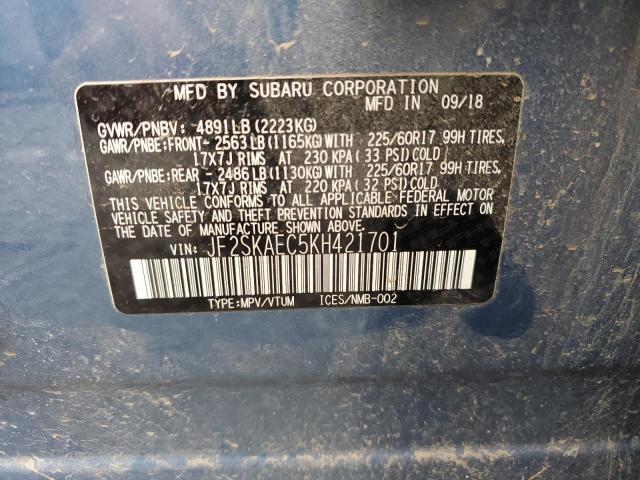 MFD BY SUBARU CORPORATION
MFD IN 09/18
GVWR/PNBV: 4891LB (2223KG)
GAWR/PNBE:FRONT- 2563LB (1165KG)WITH 225/60R17 99H TIRES,
17X7J RIMS AT 230 KPA (33 PSI)COLD
GAWR/PNBE:REAR - 2486LB (1130KG)WITH 225/60R17 99H TIRES,
17X7J RIMS AT 220 KPA (32 PSI)COLD
THIS VEHICLE CONFORMS TO ALL APPLICABLE FEDERAL MOTOR
VEHICLE SAFETY AND THEFT PREVENTION STANDARDS IN EFFECT ON
THE DATE OF MANUFACTURE SHOWN ABOVE.
VIN: JF2SKAEC5KH421701
TYPE:MPV/VTUM ICES/NMB-002